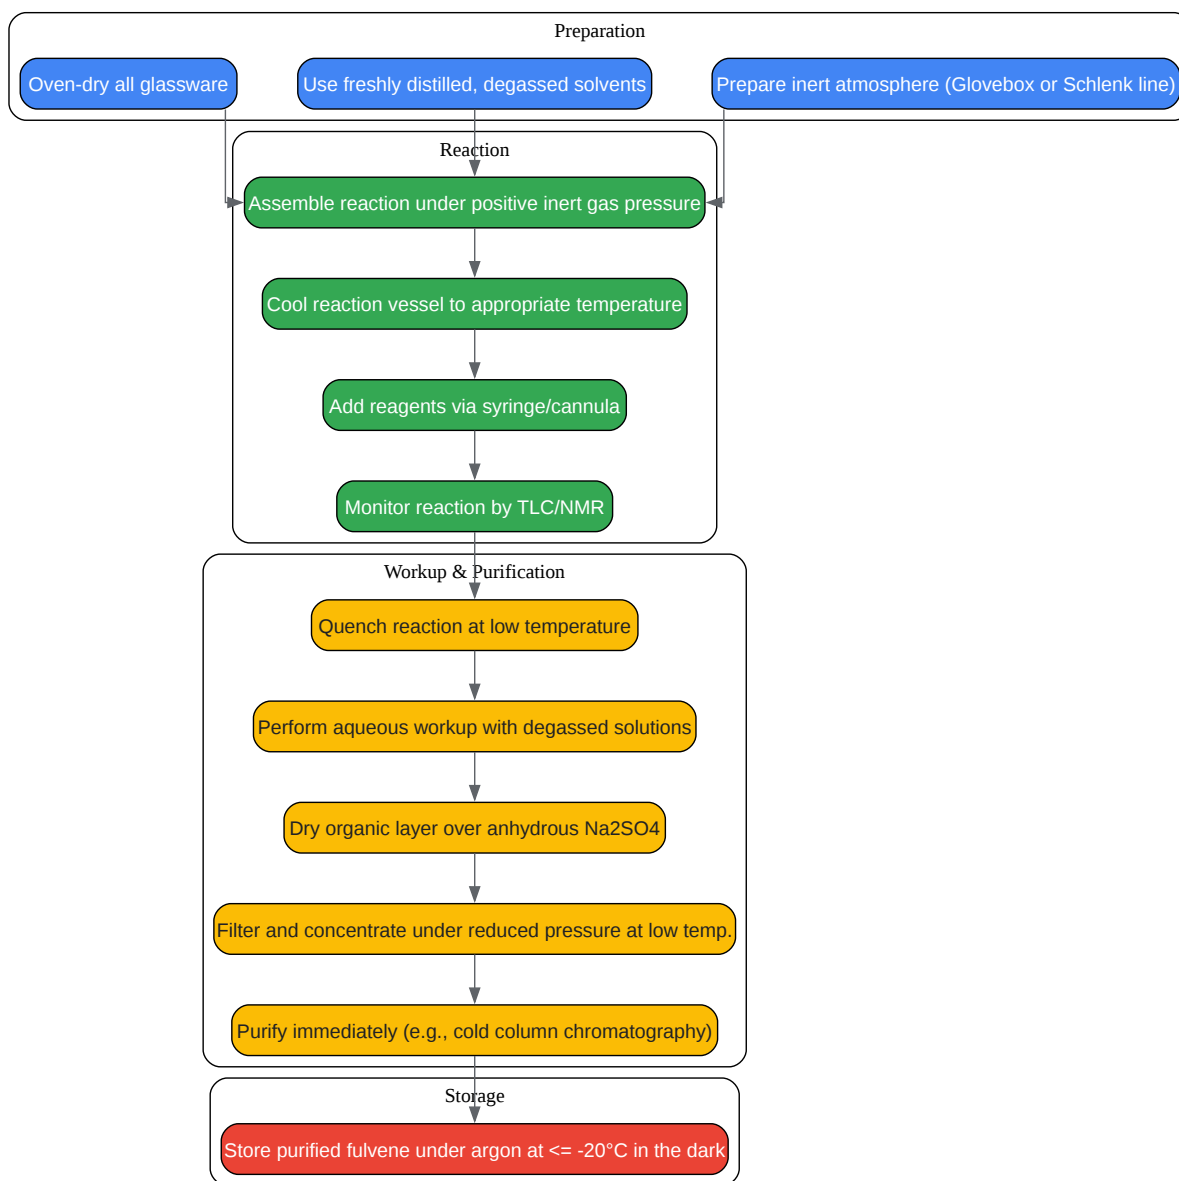 Preparation
Oven-dry all glassware
Use freshly distilled, degassed solvents
Prepare inert atmosphere (Glovebox or Schlenk line)
Reaction
Assemble reaction under positive inert gas pressure
Cool reaction vessel to appropriate temperature
Add reagents via syringe/cannula
Monitor reaction by TLC/NMR
Workup & Purification
Quench reaction at low temperature
Perform aqueous workup with degassed solutions
Dry organic layer over anhydrous Na2SO4
Filter and concentrate under reduced pressure at low temp.
Purify immediately (e.g., cold column chromatography)
Storage
Store purified fulvene under argon at <= -20°C in the dark